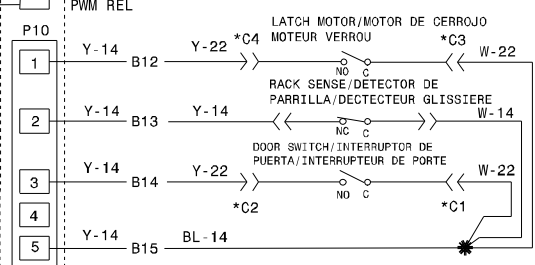 PWM REL
P10
LATCH MOTOR/MOTOR DE CERROJO
MOTEUR VERROU
1 Y-14 B12 Y-22 *C4 NO C *C3 W-22
RACK SENSE/DETECTOR DE
PARRILLA/DECTECTEUR GLISSIERE
2 Y-14 B13 Y-14 NC C W-14
DOOR SWITCH/INTERRUPTOR DE
PUERTA/INTERRUPTEUR DE PORTE
3 Y-14 B14 Y-22 *C2 NO C *C1 W-22
4
5 Y-14 B15 BL-14